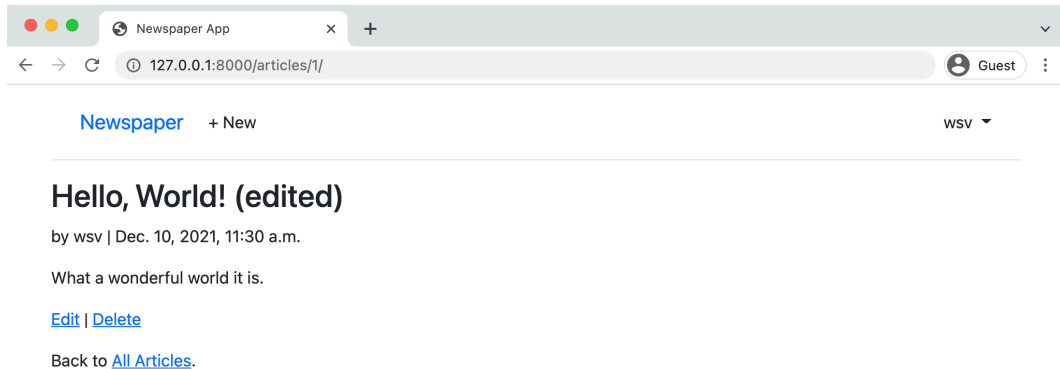 Newspaper App
127.0.0.1:8000/articles/1/
Guest
Newspaper + New wsv
Hello, World! (edited)
by wsv | Dec. 10, 2021, 11:30 a.m.
What a wonderful world it is.
Edit | Delete
Back to All Articles.